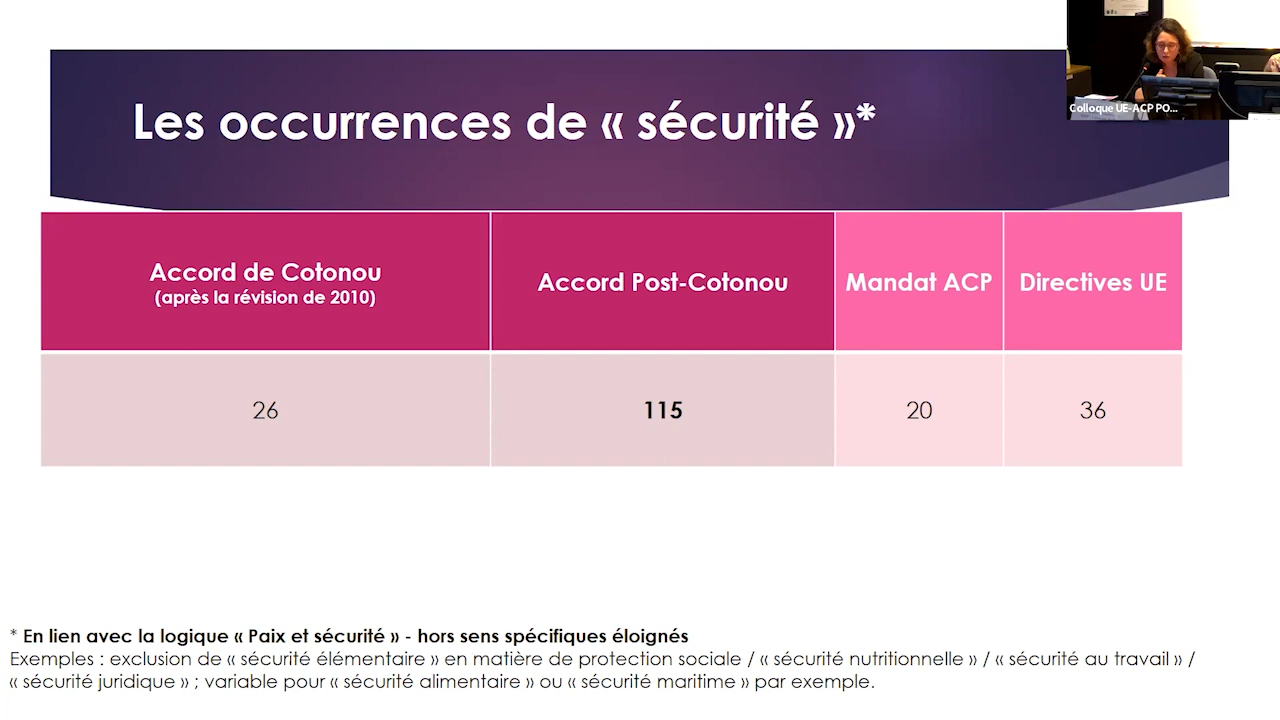 Les occurrences de « sécurité »*
Colloque UE-ACP PO...
Accord de Cotonou
(après la révision de 2010)
Accord Post-Cotonou
Mandat ACP
Directives UE
26
115
20
36
* En lien avec la logique « Paix et sécurité » - hors sens spécifiques éloignés
Exemples : exclusion de « sécurité élémentaire » en matière de protection sociale / « sécurité nutritionnelle » / « sécurité au travail » /
« sécurité juridique » ; variable pour « sécurité alimentaire » ou « sécurité maritime » par exemple.